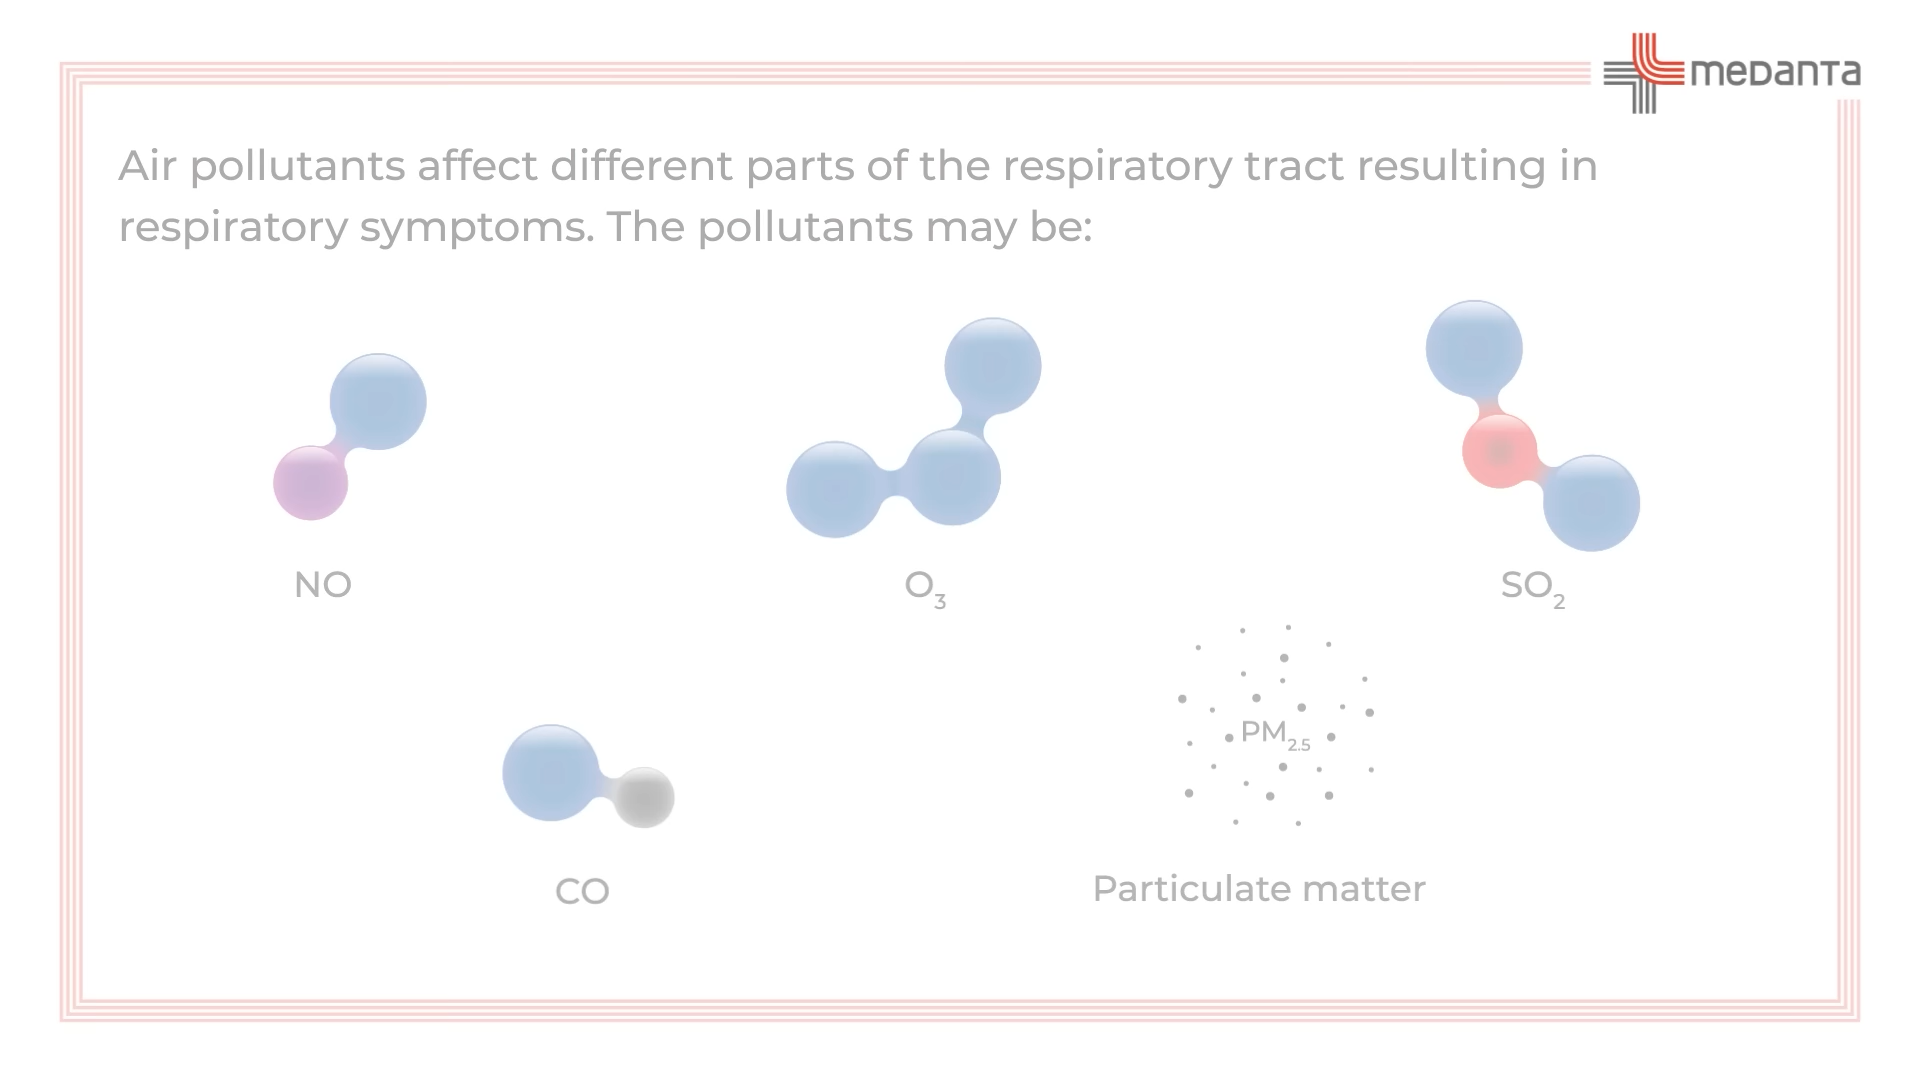 medanta
Air pollutants affect different parts of the respiratory tract resulting in
respiratory symptoms. The pollutants may be:
NO
O₃
SO₂
PM₂.₅
CO
Particulate matter